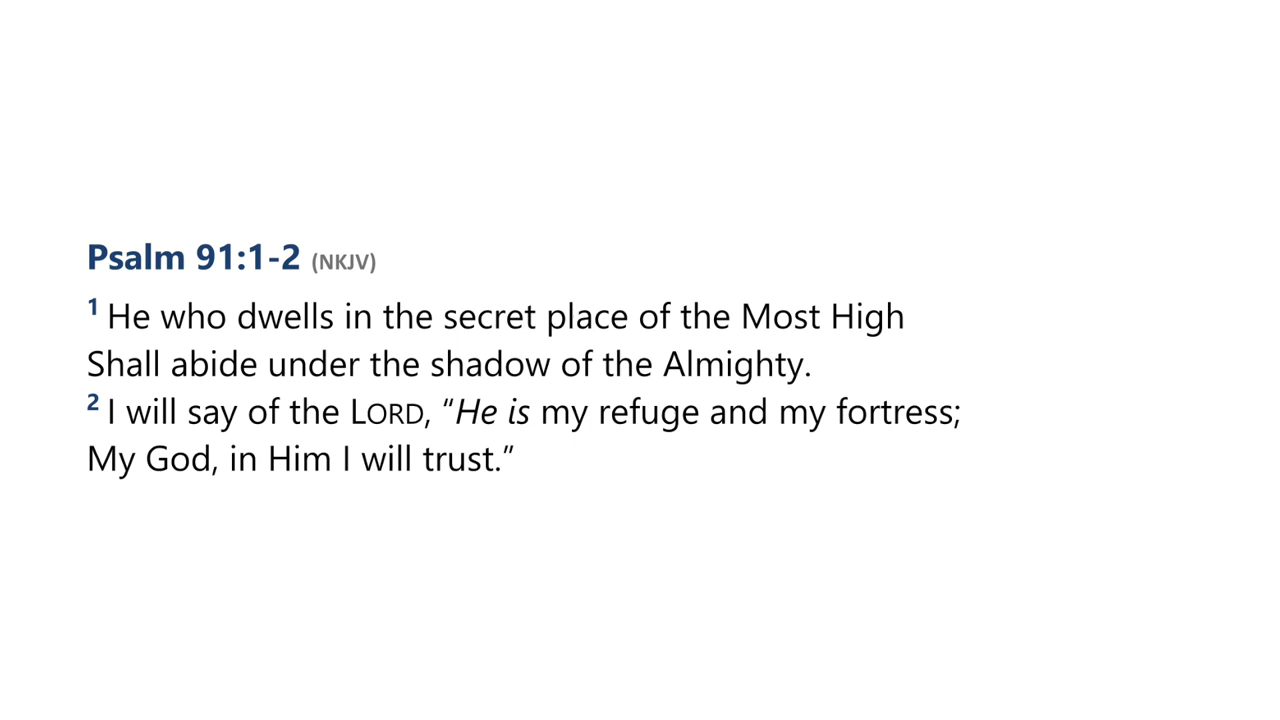 Psalm 91:1-2 (NKJV)
1 He who dwells in the secret place of the Most High
Shall abide under the shadow of the Almighty.
2 I will say of the LORD, “He is my refuge and my fortress;
My God, in Him I will trust.”